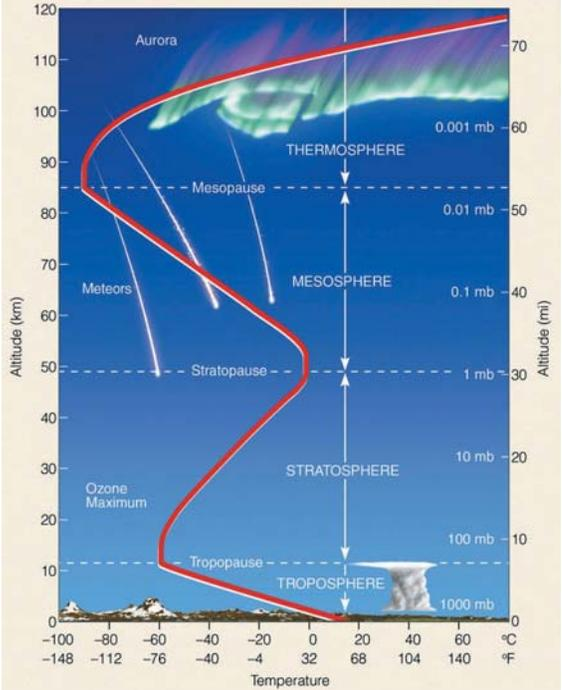 120
110
100
90
80
70
60
50
40
30
20
10
0
Altitude (km)
Aurora
THERMOSPHERE
0.001 mb
Mesopause
0.01 mb
Meteors
MESOSPHERE
0.1 mb
Stratopause
1 mb
10 mb
STRATOSPHERE
Ozone
Maximum
100 mb
Tropopause
TROPOSPHERE
1000 mb
70
60
50
40
30
20
10
0
Altitude (mi)
-100 -80 -60 -40 -20 0 20 40 60 ºC
-148 -112 -76 -40 -4 32 68 104 140 ºF
Temperature